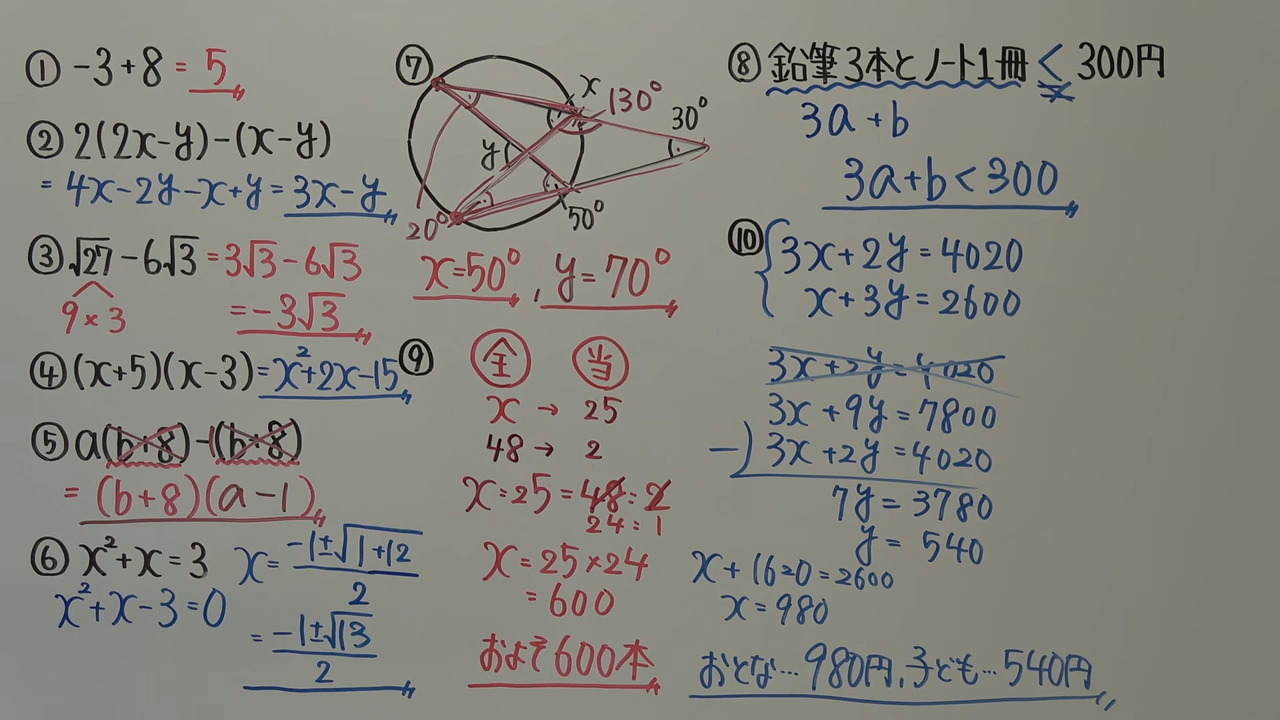 ① -3+8 = 5
② 2(2x-y)-(x-y)
= 4x-2y-x+y = 3x-y
③ √27 - 6√3 = 3√3 - 6√3
9×3
= -3√3
④ (x+5)(x-3) = x²+2x-15
⑤ a(b+8)-1(b+8)
= (b+8)(a-1)
⑥ x²+x=3
x²+x-3=0
x = (-1±√1+12)/2
= (-1±√13)/2
⑦
x
130°
30°
y
50°
20°
x=50°, y=70°
⑨
全 当
x → 25
48 → 2
x:25 = 48:2
24:1
x = 25×24
= 600
およそ600本
⑧ 鉛筆3本とノート1冊 < 300円
3a+b
3a+b < 300
⑩ 3x+2y=4020
x+3y=2600
3x+2y=4020
3x+9y=7800
-) 3x+2y=4020
7y=3780
y= 540
x+1620=2600
x=980
おとな…980円, 子ども…540円